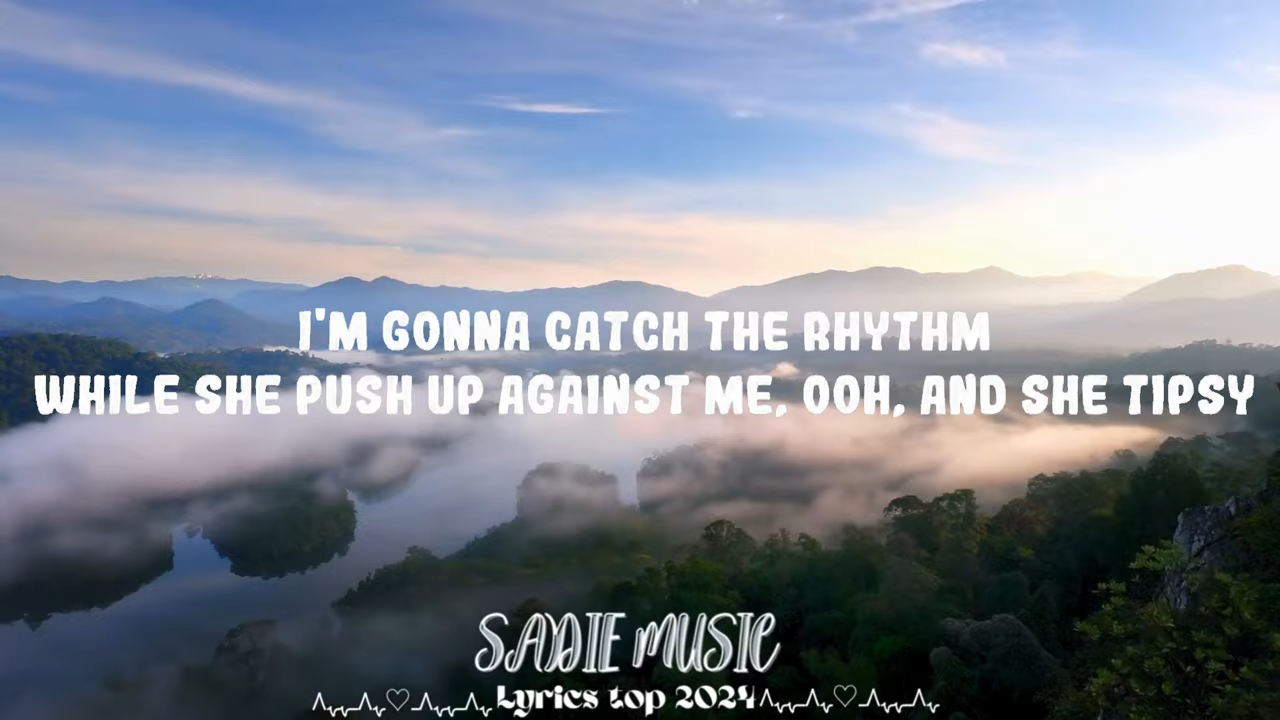 I'M GONNA CATCH THE RHYTHM
WHILE SHE PUSH UP AGAINST ME, OOH, AND SHE TIPSY
SADIE MUSIC
Lyrics top 2024